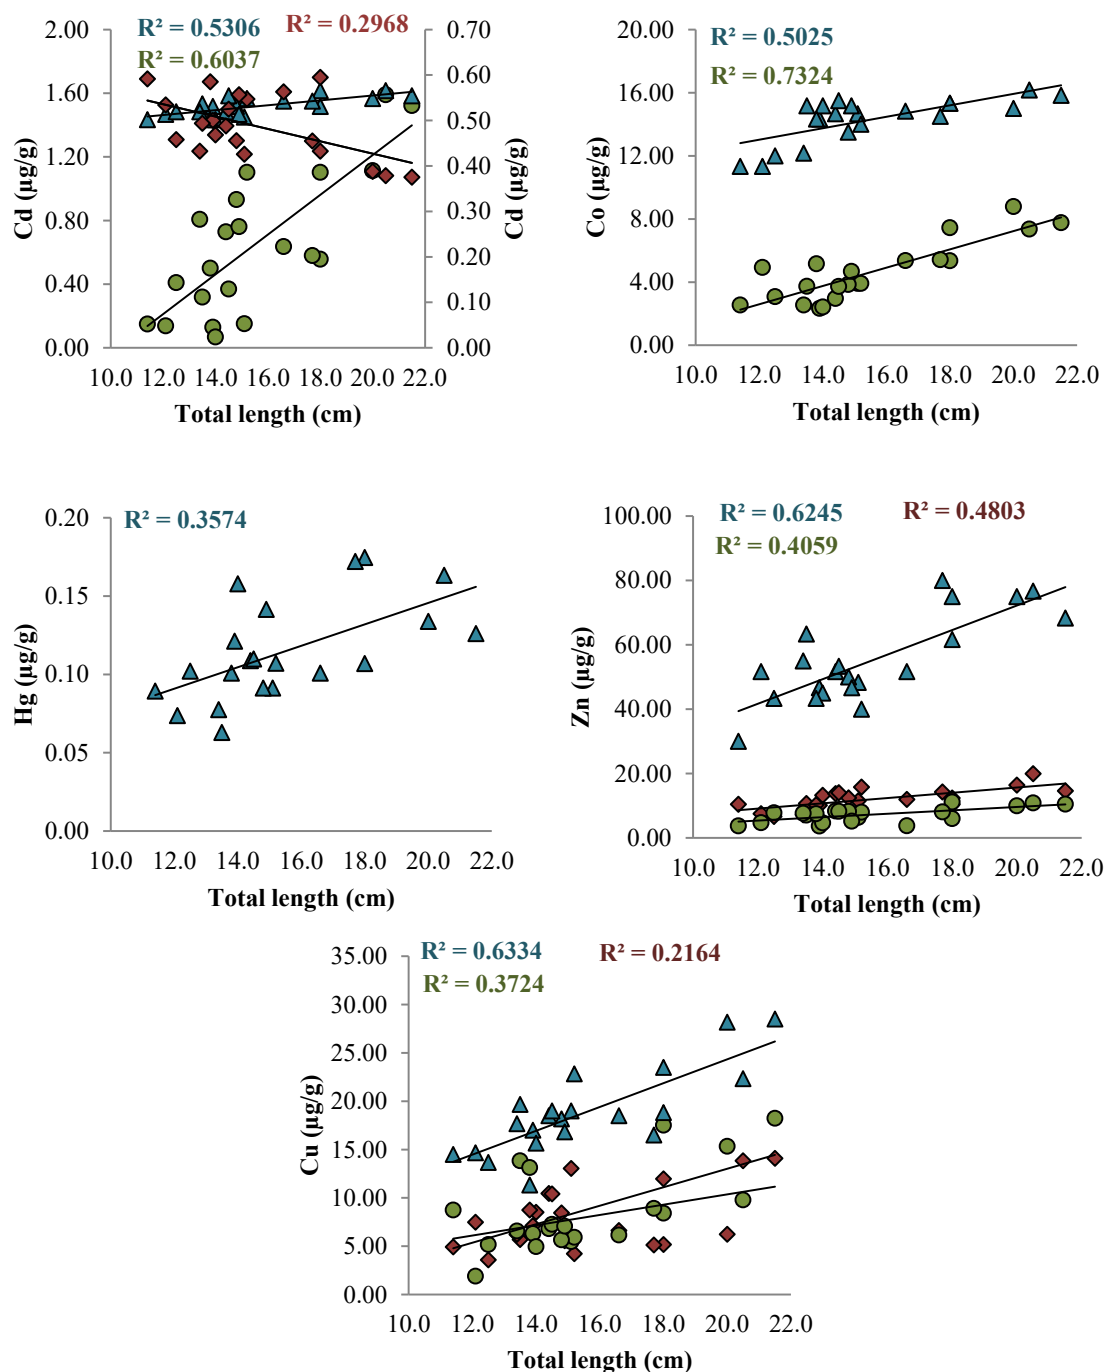 R² = 0.5306 R² = 0.2968
R² = 0.6037
2.00
1.60
1.20
0.80
0.40
0.00
Cd (µg/g)
0.70
0.60
0.50
0.40
0.30
0.20
0.10
0.00
Cd (µg/g)
10.0 12.0 14.0 16.0 18.0 20.0 22.0
Total length (cm)
R² = 0.5025
R² = 0.7324
20.00
16.00
12.00
8.00
4.00
0.00
Co (µg/g)
10.0 12.0 14.0 16.0 18.0 20.0 22.0
Total length (cm)
R² = 0.3574
0.20
0.15
0.10
0.05
0.00
Hg (µg/g)
10.0 12.0 14.0 16.0 18.0 20.0 22.0
Total length (cm)
R² = 0.6245 R² = 0.4803
R² = 0.4059
100.00
80.00
60.00
40.00
20.00
0.00
Zn (µg/g)
10.0 12.0 14.0 16.0 18.0 20.0 22.0
Total length (cm)
R² = 0.6334 R² = 0.2164
R² = 0.3724
35.00
30.00
25.00
20.00
15.00
10.00
5.00
0.00
Cu (µg/g)
10.0 12.0 14.0 16.0 18.0 20.0 22.0
Total length (cm)